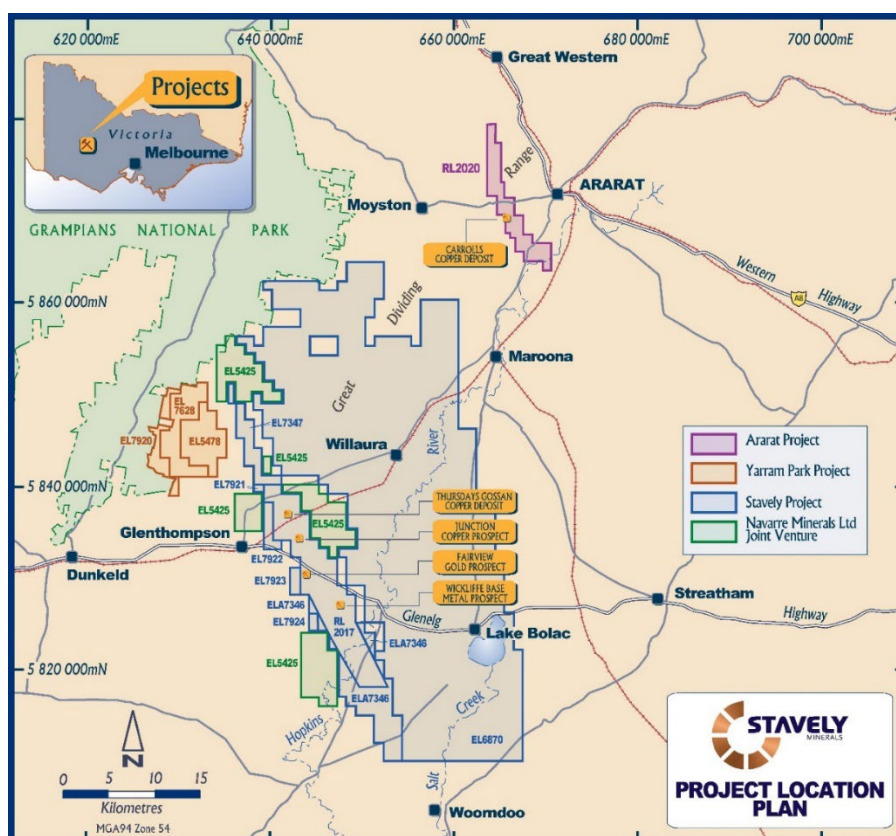 620 000mE
640 000mE
660 000mE
680 000mE
700 000mE
Projects
Victoria
Melbourne
Great Western
RL2020
Range
ARARAT
Moyston
GRAMPIANS NATIONAL PARK
CARROLLS
COPPER DEPOSIT
Western
Highway
A8
5 860 000mN
Dividing
Maroona
EL5425
EL
7628
EL7920
EL5478
EL7347
Great
Willaura
River
EL5425
EL7921
Ararat Project
Yarram Park Project
Stavely Project
Navarre Minerals Ltd
Joint Venture
5 840 000mN
EL5425
EL5425
THURSDAYS GOSSAN
COPPER DEPOSIT
JUNCTION
COPPER PROSPECT
FAIRVIEW
GOLD PROSPECT
WICKLIFFE BASE
METAL PROSPECT
Glenthompson
Dunkeld
EL7922
EL7923
ELA7346
EL7924
RL
2017
ELA7346
Glenelg
Lake Bolac
Streatham
Highway
5 820 000mN
EL5425
ELA7346
Hopkins
Creek
Salt
EL6870
N
0 5 10 15
Kilometres
MGA94 Zone 54
Woorndoo
STAVELY
MINERALS
PROJECT LOCATION
PLAN